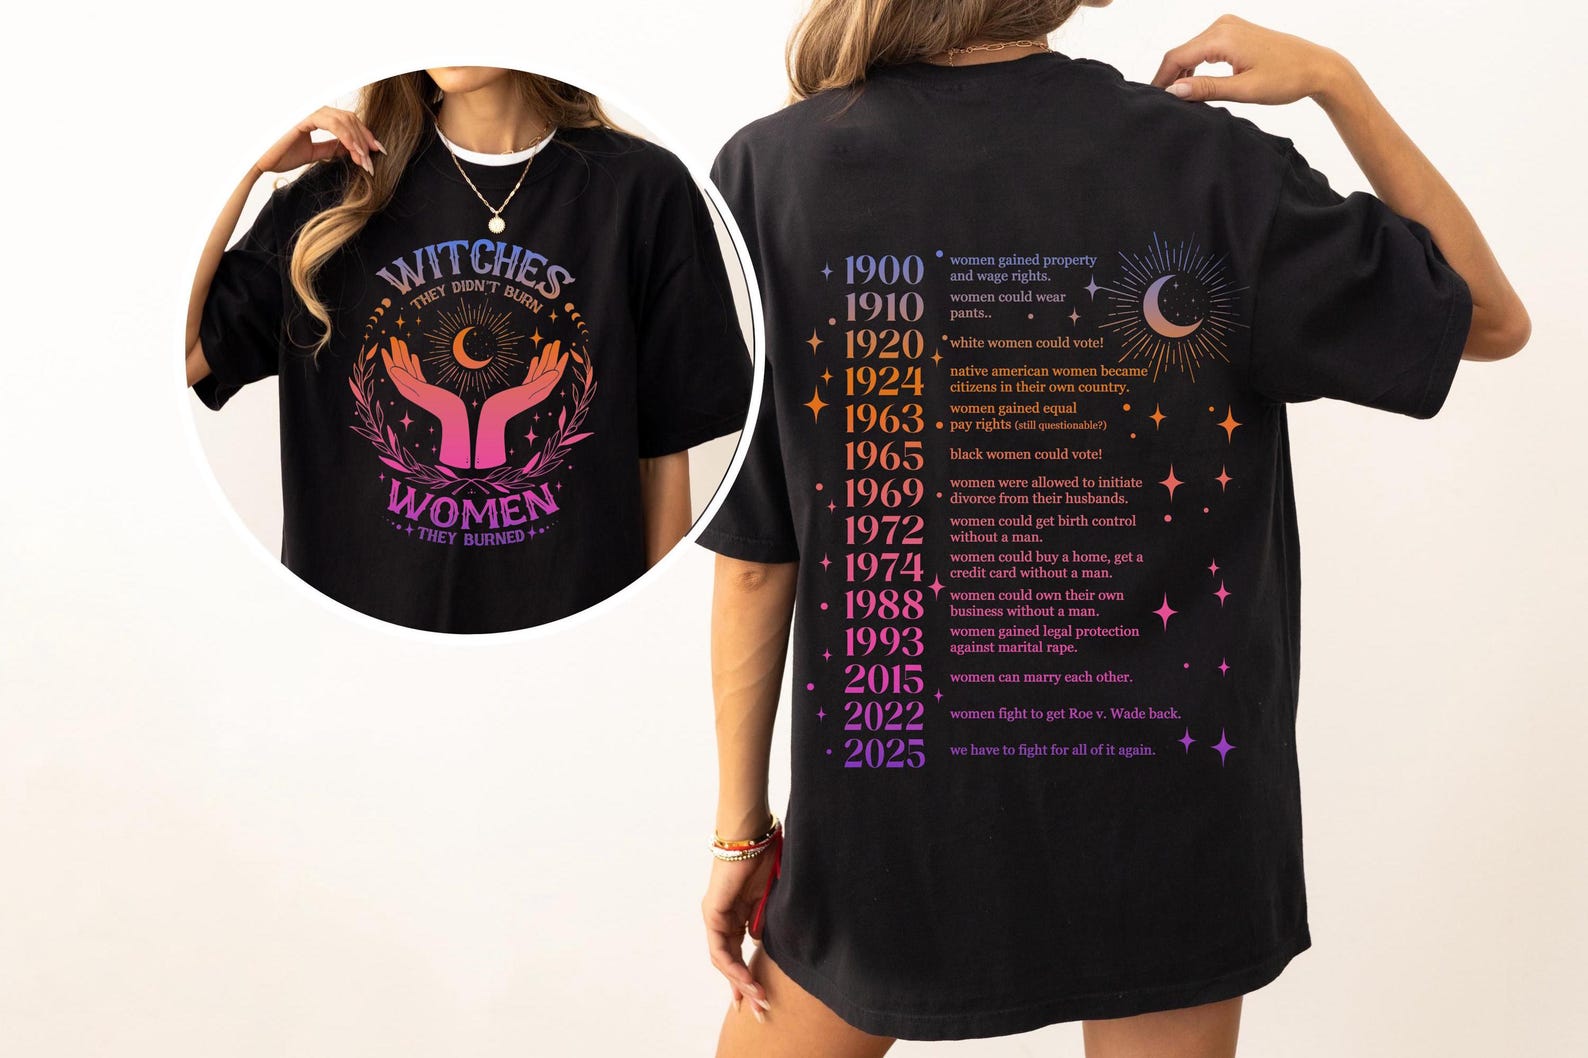 WITCHES
THEY DIDN'T BURN
WOMEN
THEY BURNED
1900 women gained property
and wage rights.
1910 women could wear
pants..
1920 white women could vote!
1924 native american women became
citizens in their own country.
1963 women gained equal
pay rights (still questionable?)
1965 black women could vote!
1969 women were allowed to initiate
divorce from their husbands.
1972 women could get birth control
without a man.
1974 women could buy a home, get a
credit card without a man.
1988 women could own their own
business without a man.
1993 women gained legal protection
against marital rape.
2015 women can marry each other.
2022 women fight to get Roe v. Wade back.
2025 we have to fight for all of it again.